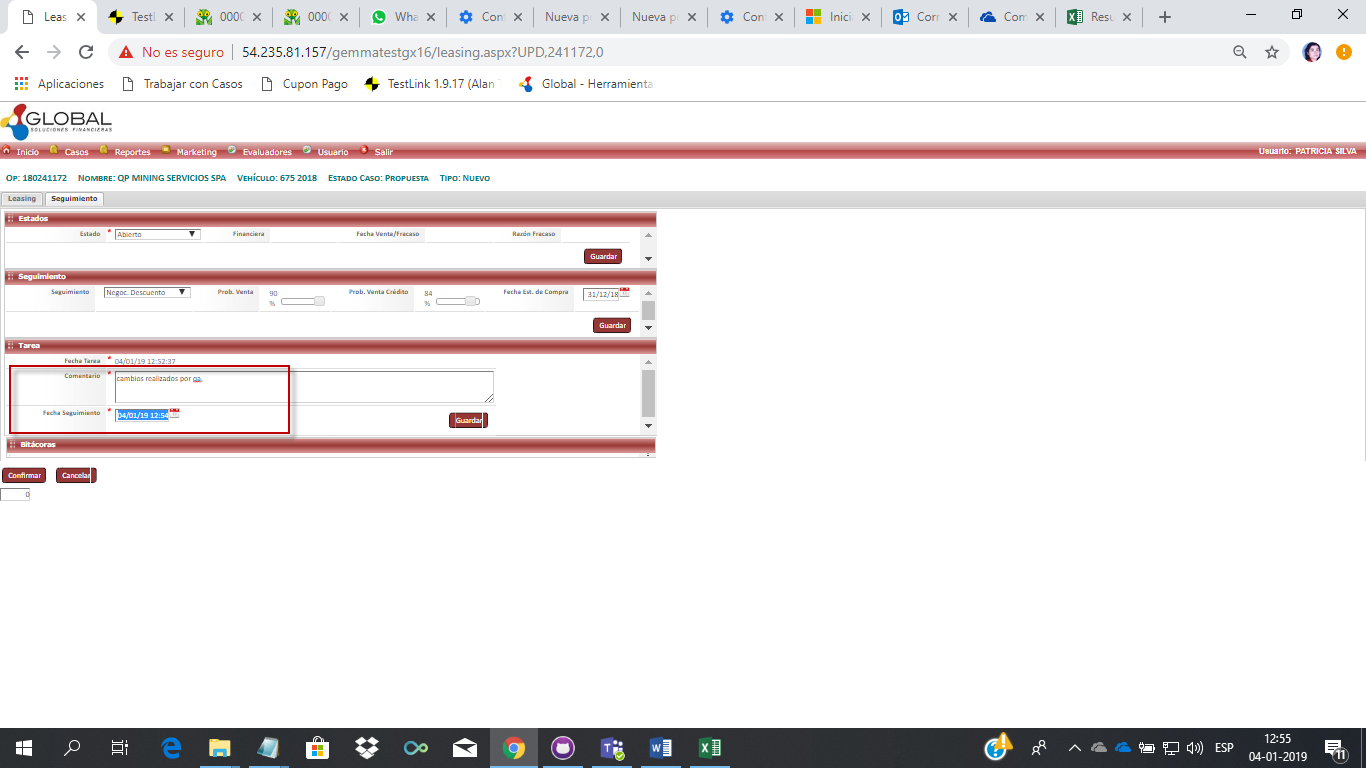 Leas
TestL
0000
0000
Wha
Con
Nueva p
Nueva p
Con
Inici
Corr
Com
Resu
No es seguro | 54.235.81.157/gemmatestgx16/leasing.aspx?UPD,241172,0
Aplicaciones Trabajar con Casos Cupon Pago TestLink 1.9.17 (Alan Global - Herramienta
GLOBAL
SOLUCIONES FINANCIERAS
Inicio Casos Reportes Marketing Evaluadores Usuario Salir Usuario: PATRICIA SILVA
OP: 180241172 NOMBRE: QP MINING SERVICIOS SPA VEHÍCULO: 675 2018 ESTADO CASO: PROPUESTA TIPO: NUEVO
Leasing Seguimiento
Estados
Estado * Abierto Financiera Fecha Venta/Fracaso Razón Fracaso
Guardar
Seguimiento
Seguimiento Negoc. Descuento Prob. Venta 90 % Prob. Venta Crédito 84 % Fecha Est. de Compra 31/12/18
Guardar
Tarea
Fecha Tarea * 04/01/19 12:52:37
Comentario * cambios realizados por qa.
Fecha Seguimiento * 04/01/19 12:54
Guardar
Bitácoras
Confirmar Cancelar
0
ESP
12:55
04-01-2019
11